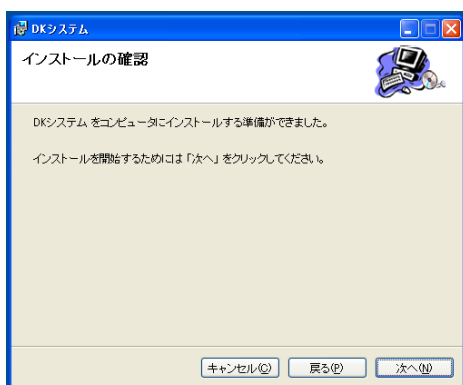 DKシステム
インストールの確認
DKシステム をコンピュータにインストールする準備ができました。
インストールを開始するためには「次へ」をクリックしてください。
キャンセル(C)
戻る(P)
次へ(N)